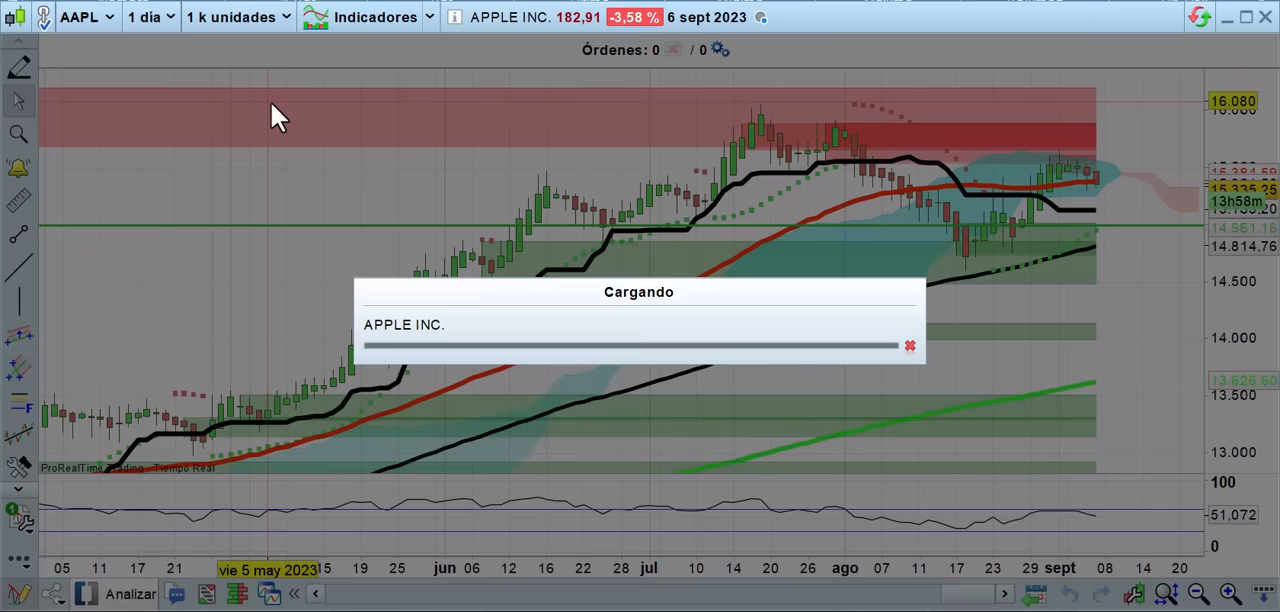 AAPL 1 día 1 k unidades Indicadores APPLE INC. 182,91 -3,58 % 6 sept 2023
Órdenes: 0 / 0
16.080
15.336,25
13h58m
14.961,16
14.814,76
14.500
14.000
13.626,60
13.500
13.000
Cargando
APPLE INC.
ProRealTime Trading - Tiempo Real
100
51,072
0
05 11 17 21 vie 5 may 2023 15 19 25 jun 06 12 16 22 28 jul 10 14 20 26 ago 07 11 17 23 29 sept 08 14 20
Analizar